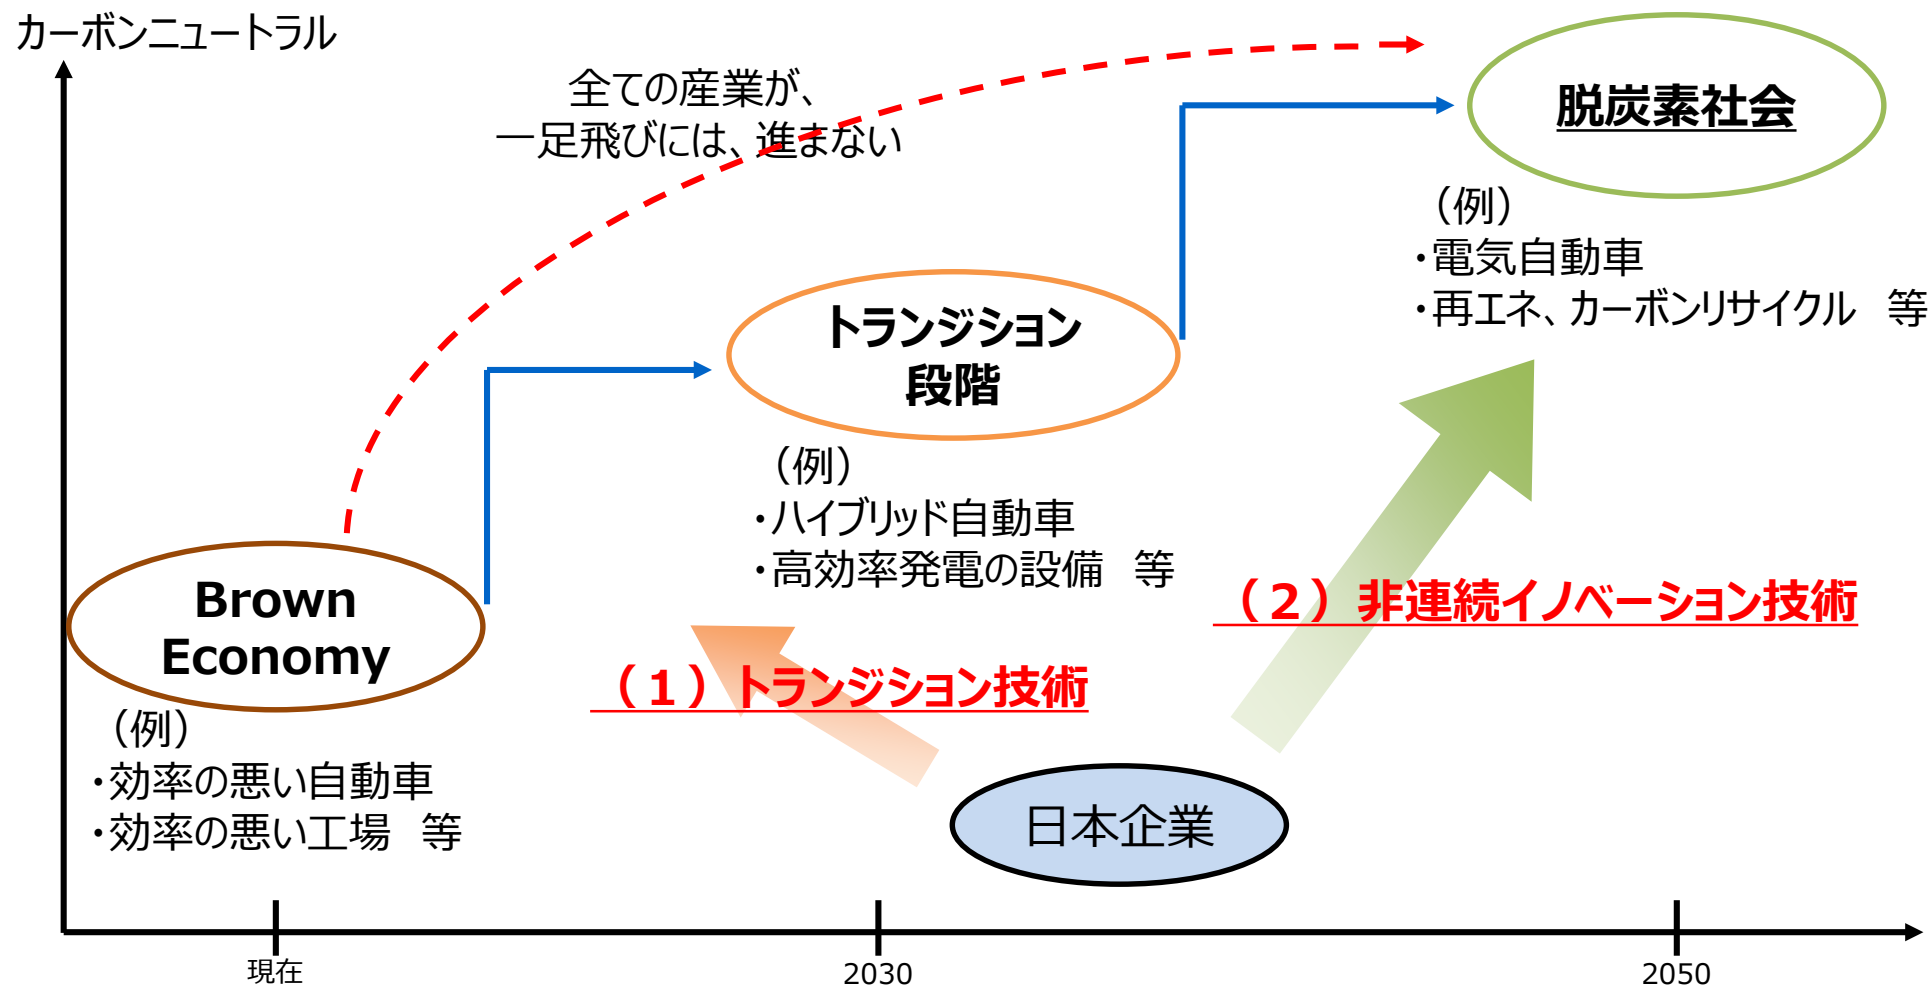 カーボンニュートラル
全ての産業が、
一足飛びには、進まない
脱炭素社会
（例）
・電気自動車
・再エネ、カーボンリサイクル　等
トランジション
段階
（例）
・ハイブリッド自動車
・高効率発電の設備　等
Brown
Economy
（例）
・効率の悪い自動車
・効率の悪い工場　等
（２）非連続イノベーション技術
（１）トランジション技術
日本企業
現在
2030
2050